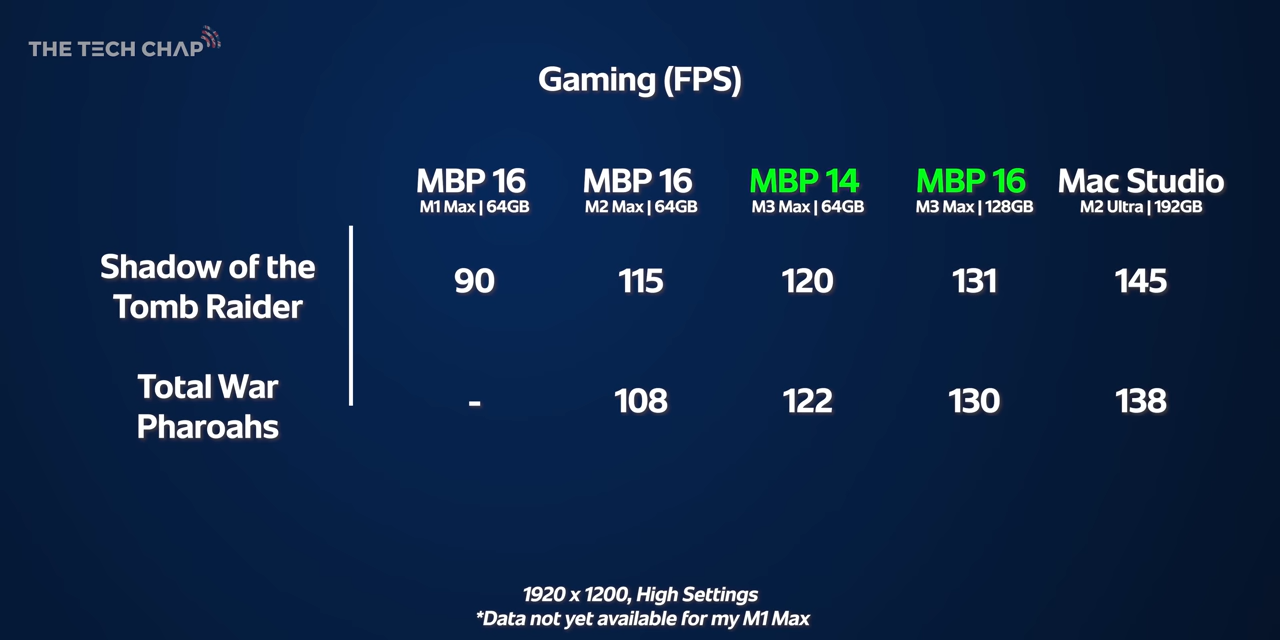 THE TECH CHAP
Gaming (FPS)
MBP 16 MBP 16 MBP 14 MBP 16 Mac Studio
M1 Max | 64GB M2 Max | 64GB M3 Max | 64GB M3 Max | 128GB M2 Ultra | 192GB
Shadow of the
Tomb Raider
90 115 120 131 145
Total War
Pharoahs
- 108 122 130 138
1920 x 1200, High Settings
*Data not yet available for my M1 Max